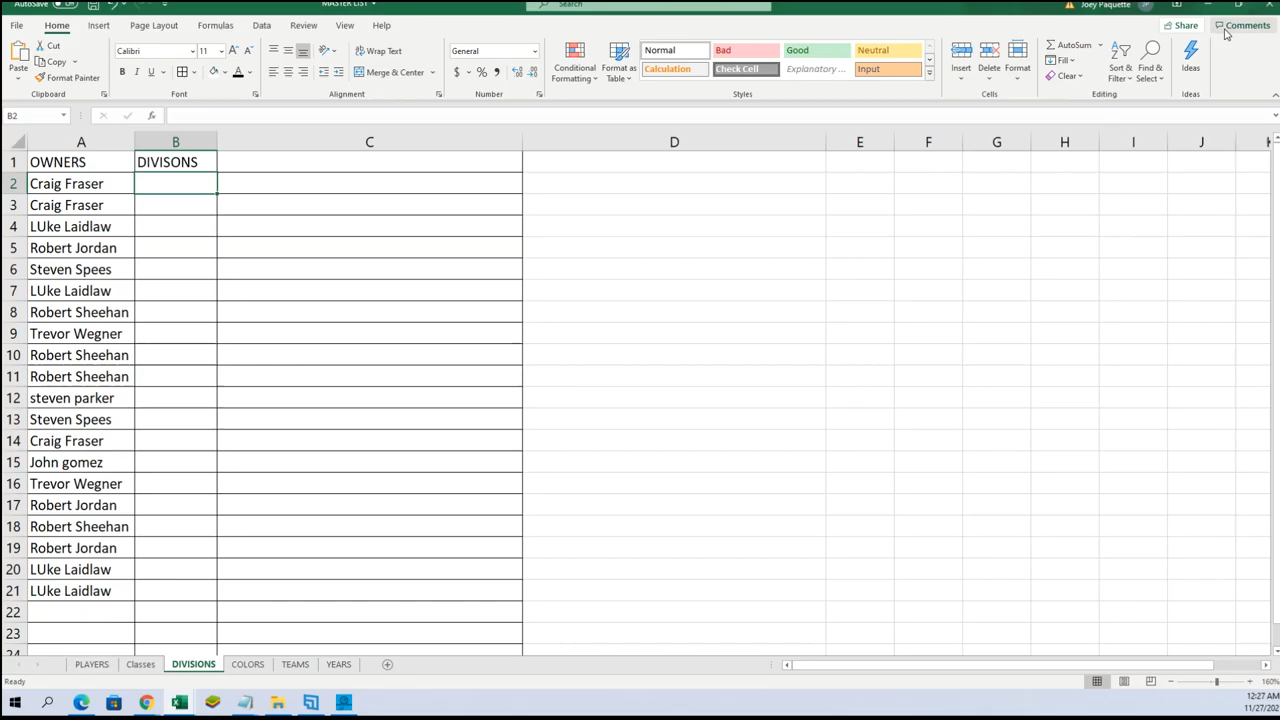 AutoSave Off MASTER LIST Search Joey Paquette
File Home Insert Draw Page Layout Formulas Data Review View Help Share Comments
Paste Cut Copy Format Painter Clipboard
Calibri 11 A A B I U A Font
ab Wrap Text Merge & Center Alignment
General $ % , Number
Conditional Formatting Format as Table Normal Bad Good Neutral Calculation Check Cell Explanatory ... Input Styles
Insert Delete Format Cells
AutoSum Fill Clear Sort & Filter Find & Select Editing
Ideas Ideas
B2 fx
A B C D E F G H I J K
1 OWNERS DIVISONS
2 Craig Fraser
3 Craig Fraser
4 LUke Laidlaw
5 Robert Jordan
6 Steven Spees
7 LUke Laidlaw
8 Robert Sheehan
9 Trevor Wegner
10 Robert Sheehan
11 Robert Sheehan
12 steven parker
13 Steven Spees
14 Craig Fraser
15 John gomez
16 Trevor Wegner
17 Robert Jordan
18 Robert Sheehan
19 Robert Jordan
20 LUke Laidlaw
21 LUke Laidlaw
22
23
24
PLAYERS Classes DIVISIONS COLORS TEAMS YEARS
Ready 160%
12:27 AM
11/27/202